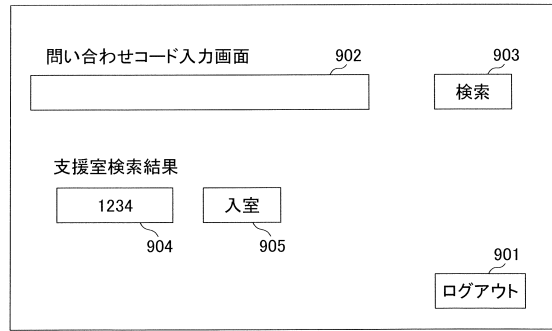 問い合わせコード入力画面
902
903
検索
支援室検索結果
1234
入室
904
905
901
ログアウト